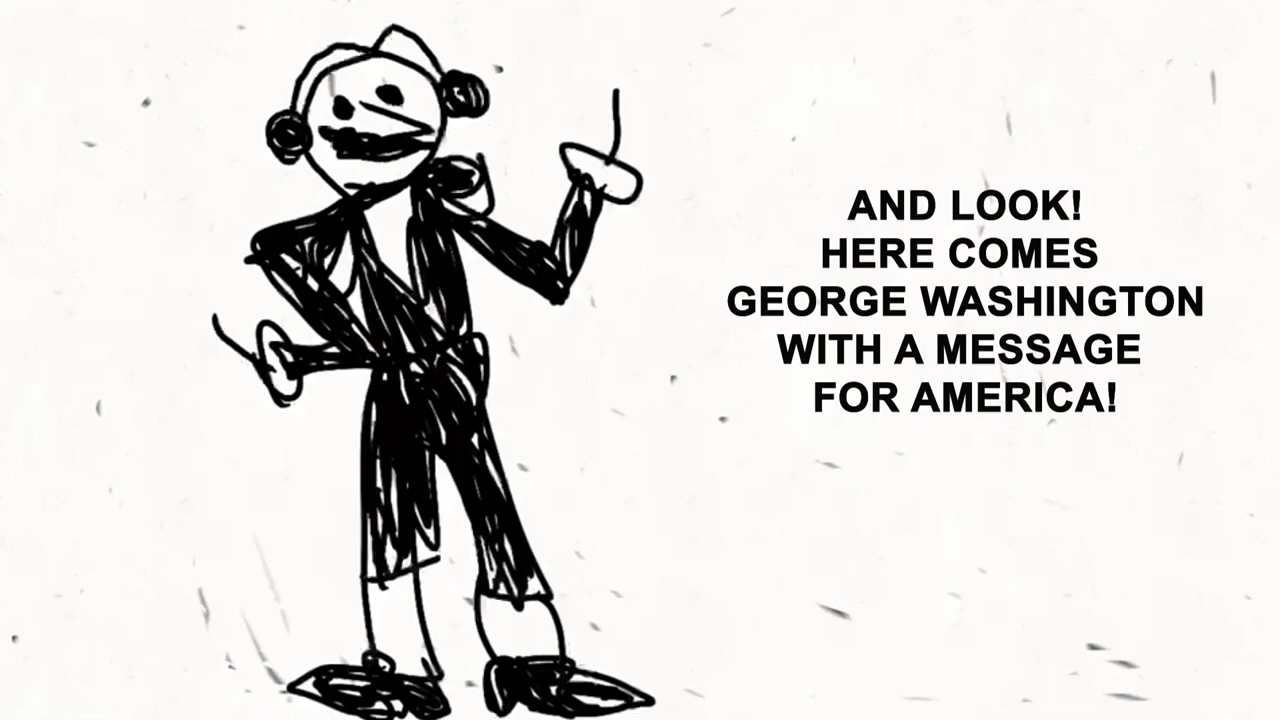 AND LOOK!
HERE COMES
GEORGE WASHINGTON
WITH A MESSAGE
FOR AMERICA!